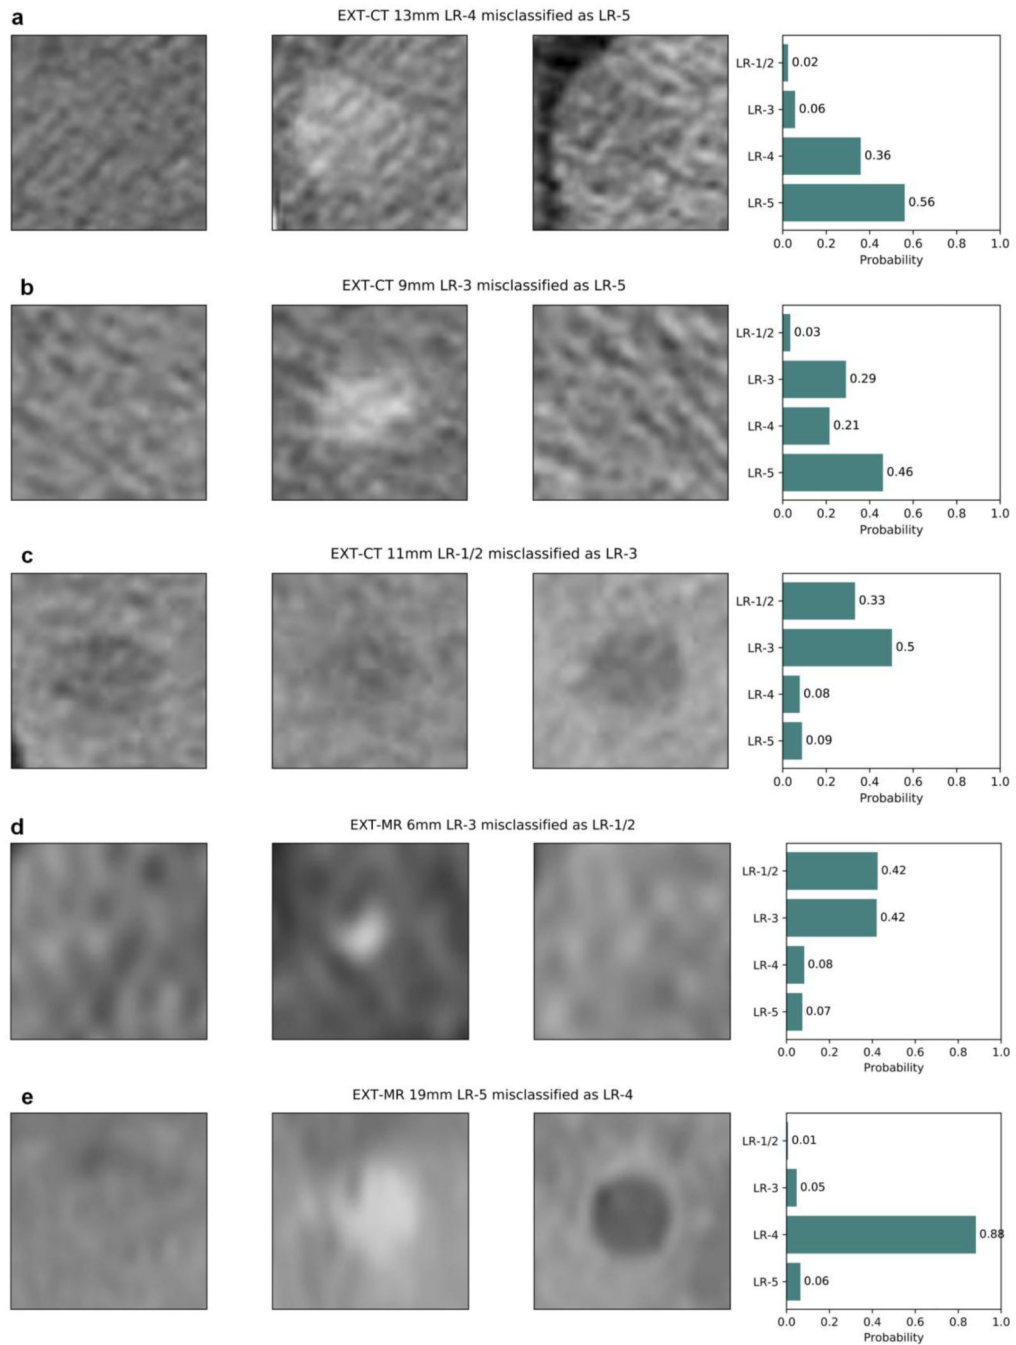 a
EXT-CT 13mm LR-4 misclassified as LR-5
LR-1/2 0.02
LR-3 0.06
LR-4 0.36
LR-5 0.56
0.0 0.2 0.4 0.6 0.8 1.0
Probability
b
EXT-CT 9mm LR-3 misclassified as LR-5
LR-1/2 0.03
LR-3 0.29
LR-4 0.21
LR-5 0.46
0.0 0.2 0.4 0.6 0.8 1.0
Probability
c
EXT-CT 11mm LR-1/2 misclassified as LR-3
LR-1/2 0.33
LR-3 0.5
LR-4 0.08
LR-5 0.09
0.0 0.2 0.4 0.6 0.8 1.0
Probability
d
EXT-MR 6mm LR-3 misclassified as LR-1/2
LR-1/2 0.42
LR-3 0.42
LR-4 0.08
LR-5 0.07
0.0 0.2 0.4 0.6 0.8 1.0
Probability
e
EXT-MR 19mm LR-5 misclassified as LR-4
LR-1/2 0.01
LR-3 0.05
LR-4 0.88
LR-5 0.06
0.0 0.2 0.4 0.6 0.8 1.0
Probability